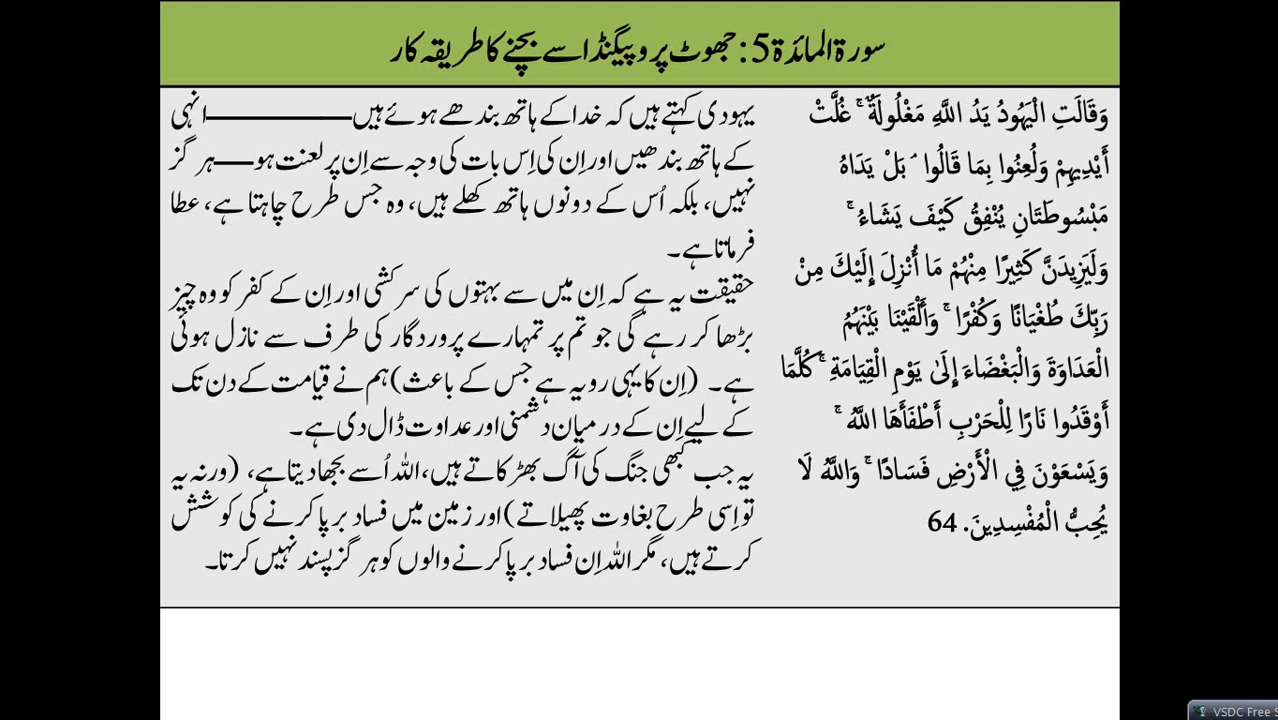 سورۃ المائدۃ 5: جھوٹ پروپیگنڈا سے بچنے کا طریقہ کار
وَقَالَتِ الْيَهُودُ يَدُ اللَّهِ مَغْلُولَةٌ ۚ غُلَّتْ
أَيْدِيهِمْ وَلُعِنُوا بِمَا قَالُوا ۘ بَلْ يَدَاهُ
مَبْسُوطَتَانِ يُنْفِقُ كَيْفَ يَشَاءُ ۚ
وَلَيَزِيدَنَّ كَثِيرًا مِنْهُمْ مَا أُنْزِلَ إِلَيْكَ مِنْ
رَبِّكَ طُغْيَانًا وَكُفْرًا ۚ وَأَلْقَيْنَا بَيْنَهُمُ
الْعَدَاوَةَ وَالْبَغْضَاءَ إِلَىٰ يَوْمِ الْقِيَامَةِ ۚ كُلَّمَا
أَوْقَدُوا نَارًا لِلْحَرْبِ أَطْفَأَهَا اللَّهُ ۚ
وَيَسْعَوْنَ فِي الْأَرْضِ فَسَادًا ۚ وَاللَّهُ لَا
يُحِبُّ الْمُفْسِدِينَ. 64
یہودی کہتے ہیں کہ خدا کے ہاتھ بندھے ہوئے ہیں ــــــــــــ انہی
کے ہاتھ بندھیں اور اِن کی اِس بات کی وجہ سے اِن پر لعنت ہو ــــ ہر گز
نہیں، بلکہ اُس کے دونوں ہاتھ کھلے ہیں، وہ جس طرح چاہتا ہے، عطا
فرماتا ہے۔
حقیقت یہ ہے کہ اِن میں سے بہتوں کی سرکشی اور اِن کے کفر کو وہ چیز
بڑھا کر رہے گی جو تم پر تمہارے پروردگار کی طرف سے نازل ہوئی
ہے۔ (اِن کا یہی رویہ ہے جس کے باعث) ہم نے قیامت کے دن تک
کے لیے اِن کے درمیان دشمنی اور عداوت ڈال دی ہے۔
یہ جب کبھی جنگ کی آگ بھڑکاتے ہیں، اللہ اُسے بجھا دیتا ہے، (ورنہ یہ
تو اِسی طرح بغاوت پھیلاتے) اور زمین میں فساد برپا کرنے کی کوشش
کرتے ہیں، مگر اللہ اِن فساد برپا کرنے والوں کو ہر گز پسند نہیں کرتا۔
VSDC Free S